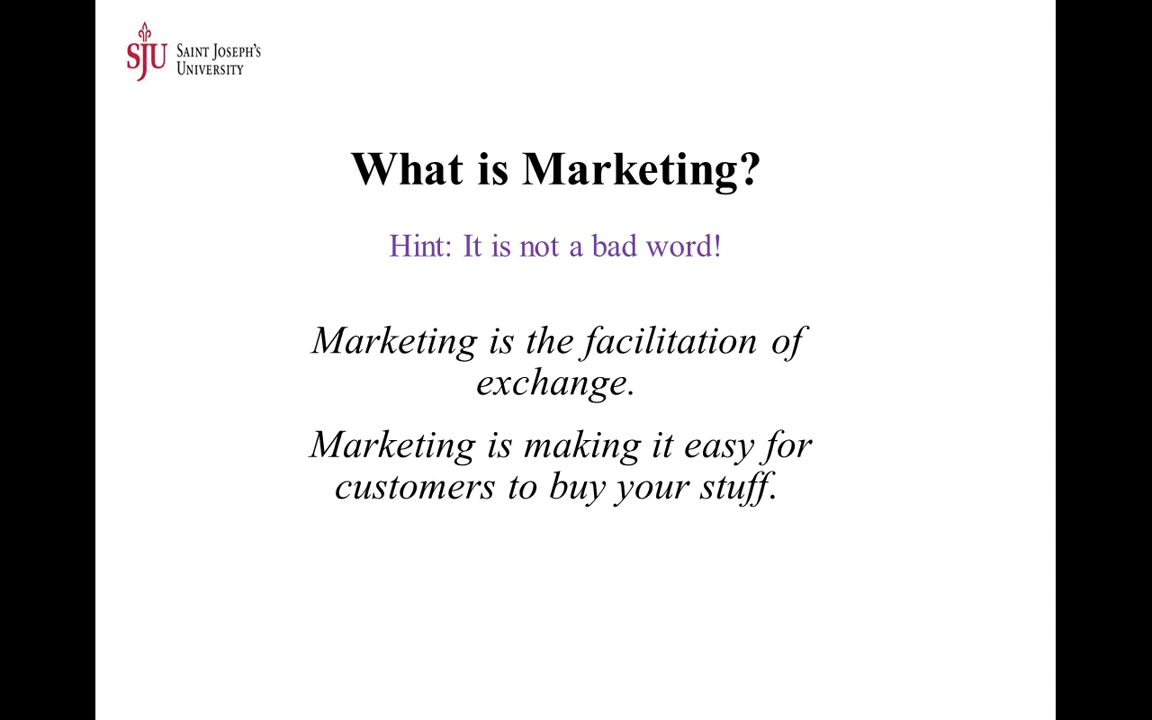 SJU
SAINT JOSEPH'S
UNIVERSITY
What is Marketing?
Hint: It is not a bad word!
Marketing is the facilitation of
exchange.
Marketing is making it easy for
customers to buy your stuff.